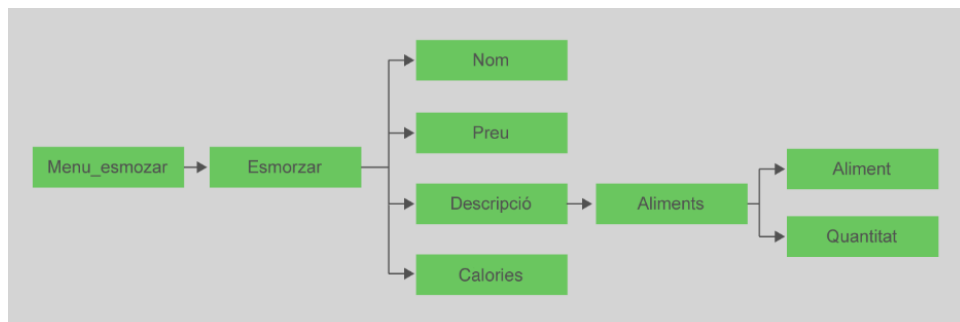 Menu_esmozar
Esmorzar
Nom
Preu
Descripció
Calories
Aliments
Aliment
Quantitat